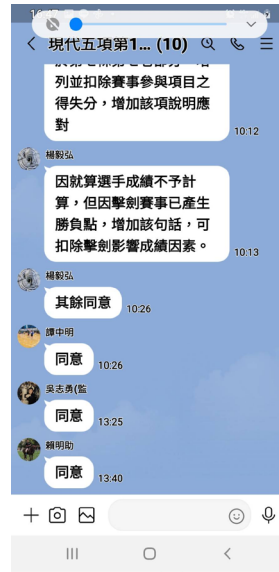 現代五項第1... (10)
列並扣除賽事參與項目之
得失分，增加該項說明應
對
10:12
楊毅弘
因就算選手成績不予計
算，但因擊劍賽事已產生
勝負點，增加該句話，可
扣除擊劍影響成績因素。
10:13
楊毅弘
其餘同意
10:26
譚中明
同意
10:26
吳志勇(監
同意
13:25
賴明助
同意
13:40